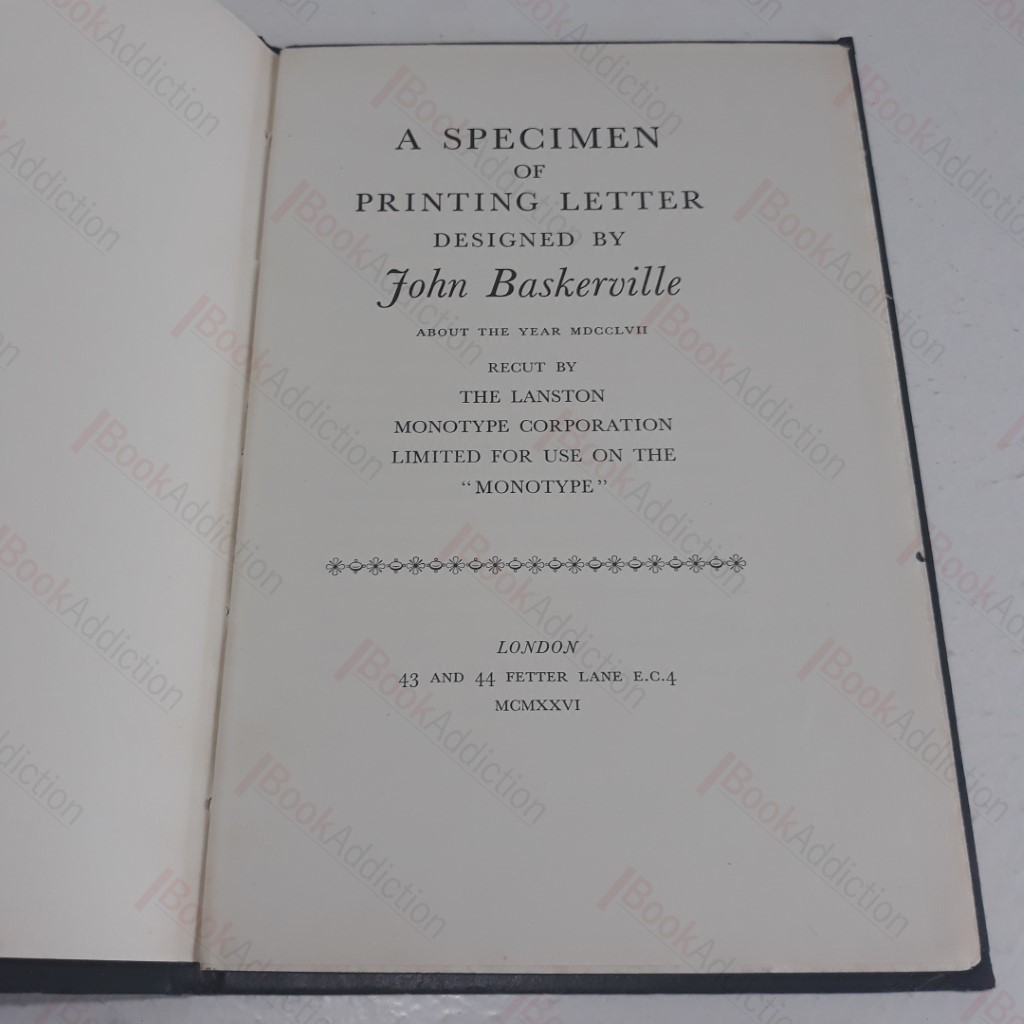 A SPECIMEN
OF
PRINTING LETTER
DESIGNED BY
John Baskerville
ABOUT THE YEAR MDCCLVII
RECUT BY
THE LANSTON
MONOTYPE CORPORATION
LIMITED FOR USE ON THE
“MONOTYPE”
LONDON
43 AND 44 FETTER LANE E.C.4
MCMXXVI
BookAddiction